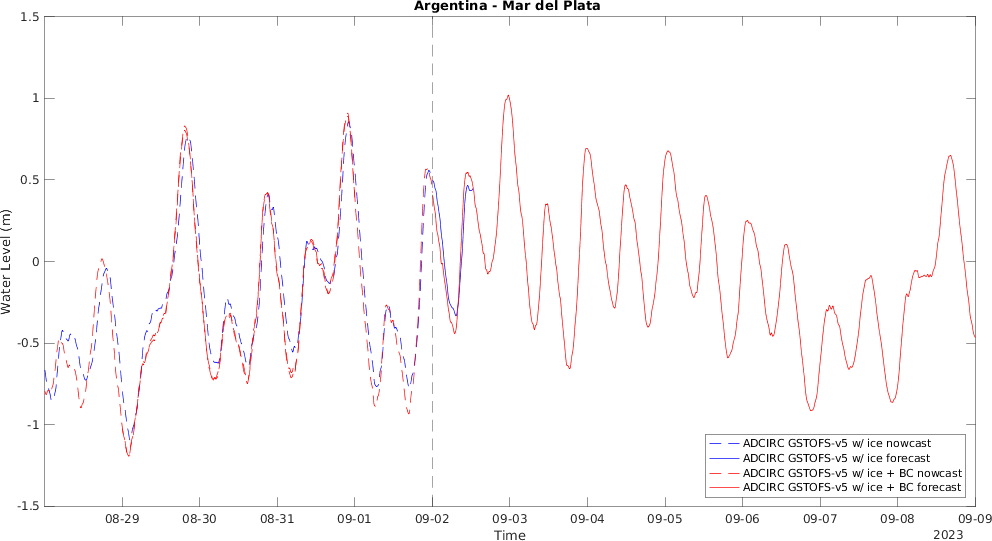 Argentina - Mar del Plata
Water Level (m)
1.5
1
0.5
0
-0.5
-1
-1.5
08-29 08-30 08-31 09-01 09-02 09-03 09-04 09-05 09-06 09-07 09-08 09-09
Time
2023
ADCIRC GSTOFS-v5 w/ ice nowcast
ADCIRC GSTOFS-v5 w/ ice forecast
ADCIRC GSTOFS-v5 w/ ice + BC nowcast
ADCIRC GSTOFS-v5 w/ ice + BC forecast